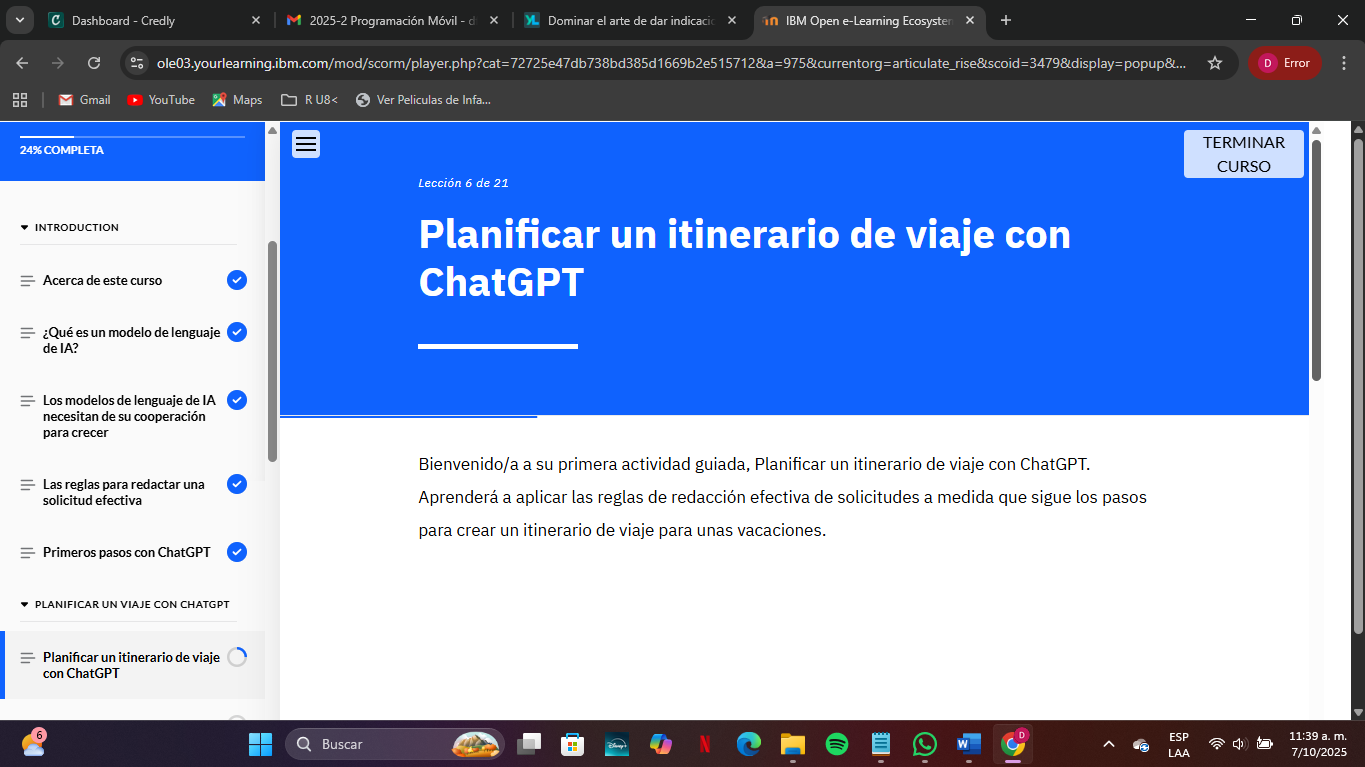 Dashboard - Credly
2025-2 Programación Móvil - d
Dominar el arte de dar indicacio
IBM Open e-Learning Ecosystem
ole03.yourlearning.ibm.com/mod/scorm/player.php?cat=72725e47db738bd385d1669b2e515712&a=975&currentorg=articulate_rise&scoid=3479&display=popup&...
D
Error
Gmail
YouTube
Maps
R U8<
Ver Peliculas de Infa...
24% COMPLETA
INTRODUCTION
Acerca de este curso
¿Qué es un modelo de lenguaje
de IA?
Los modelos de lenguaje de IA
necesitan de su cooperación
para crecer
Las reglas para redactar una
solicitud efectiva
Primeros pasos con ChatGPT
PLANIFICAR UN VIAJE CON CHATGPT
Planificar un itinerario de viaje
con ChatGPT
TERMINAR
CURSO
Lección 6 de 21
Planificar un itinerario de viaje con
ChatGPT
Bienvenido/a a su primera actividad guiada, Planificar un itinerario de viaje con ChatGPT.
Aprenderá a aplicar las reglas de redacción efectiva de solicitudes a medida que sigue los pasos
para crear un itinerario de viaje para unas vacaciones.
6
Buscar
Disney+
D
ESP
LAA
11:39 a. m.
7/10/2025